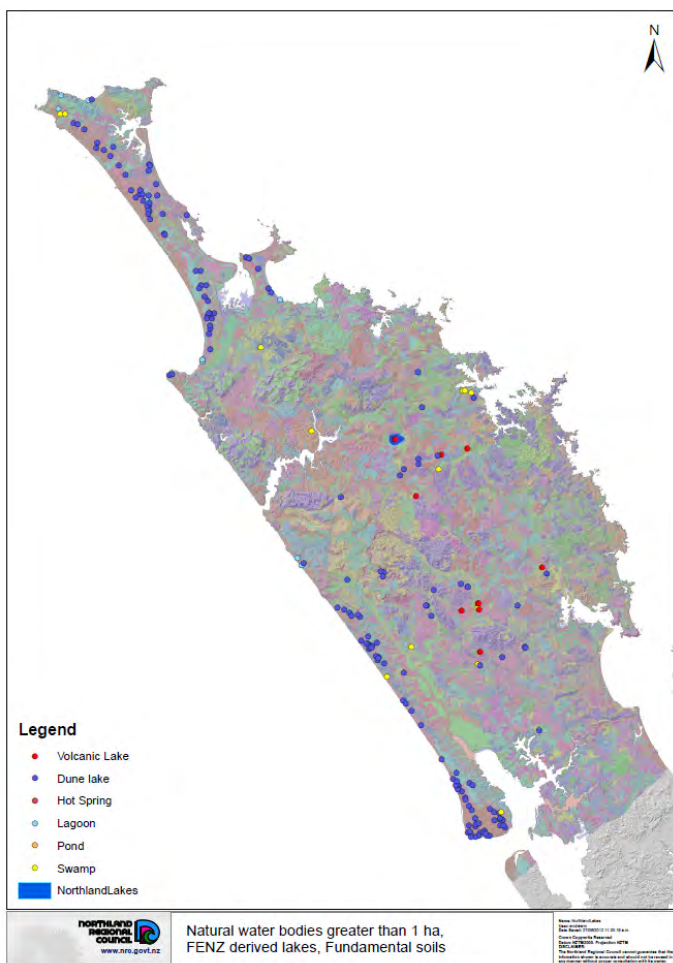 N
Legend
Volcanic Lake
Dune lake
Hot Spring
Lagoon
Pond
Swamp
NorthlandLakes
NORTHLAND
REGIONAL
COUNCIL
www.nrc.govt.nz
Natural water bodies greater than 1 ha,
FENZ derived lakes, Fundamental soils
DISCLAIMER: